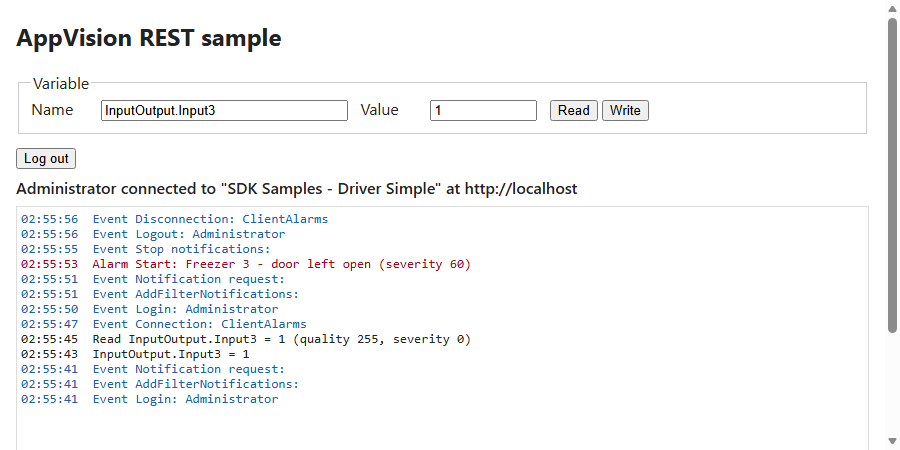 AppVision REST sample
Variable
Name InputOutput.Input3 Value 1 Read Write
Log out
Administrator connected to "SDK Samples - Driver Simple" at http://localhost
02:55:56 Event Disconnection: ClientAlarms
02:55:56 Event Logout: Administrator
02:55:55 Event Stop notifications:
02:55:53 Alarm Start: Freezer 3 - door left open (severity 60)
02:55:51 Event Notification request:
02:55:51 Event AddFilterNotifications:
02:55:50 Event Login: Administrator
02:55:47 Event Connection: ClientAlarms
02:55:45 Read InputOutput.Input3 = 1 (quality 255, severity 0)
02:55:43 InputOutput.Input3 = 1
02:55:41 Event Notification request:
02:55:41 Event AddFilterNotifications:
02:55:41 Event Login: Administrator